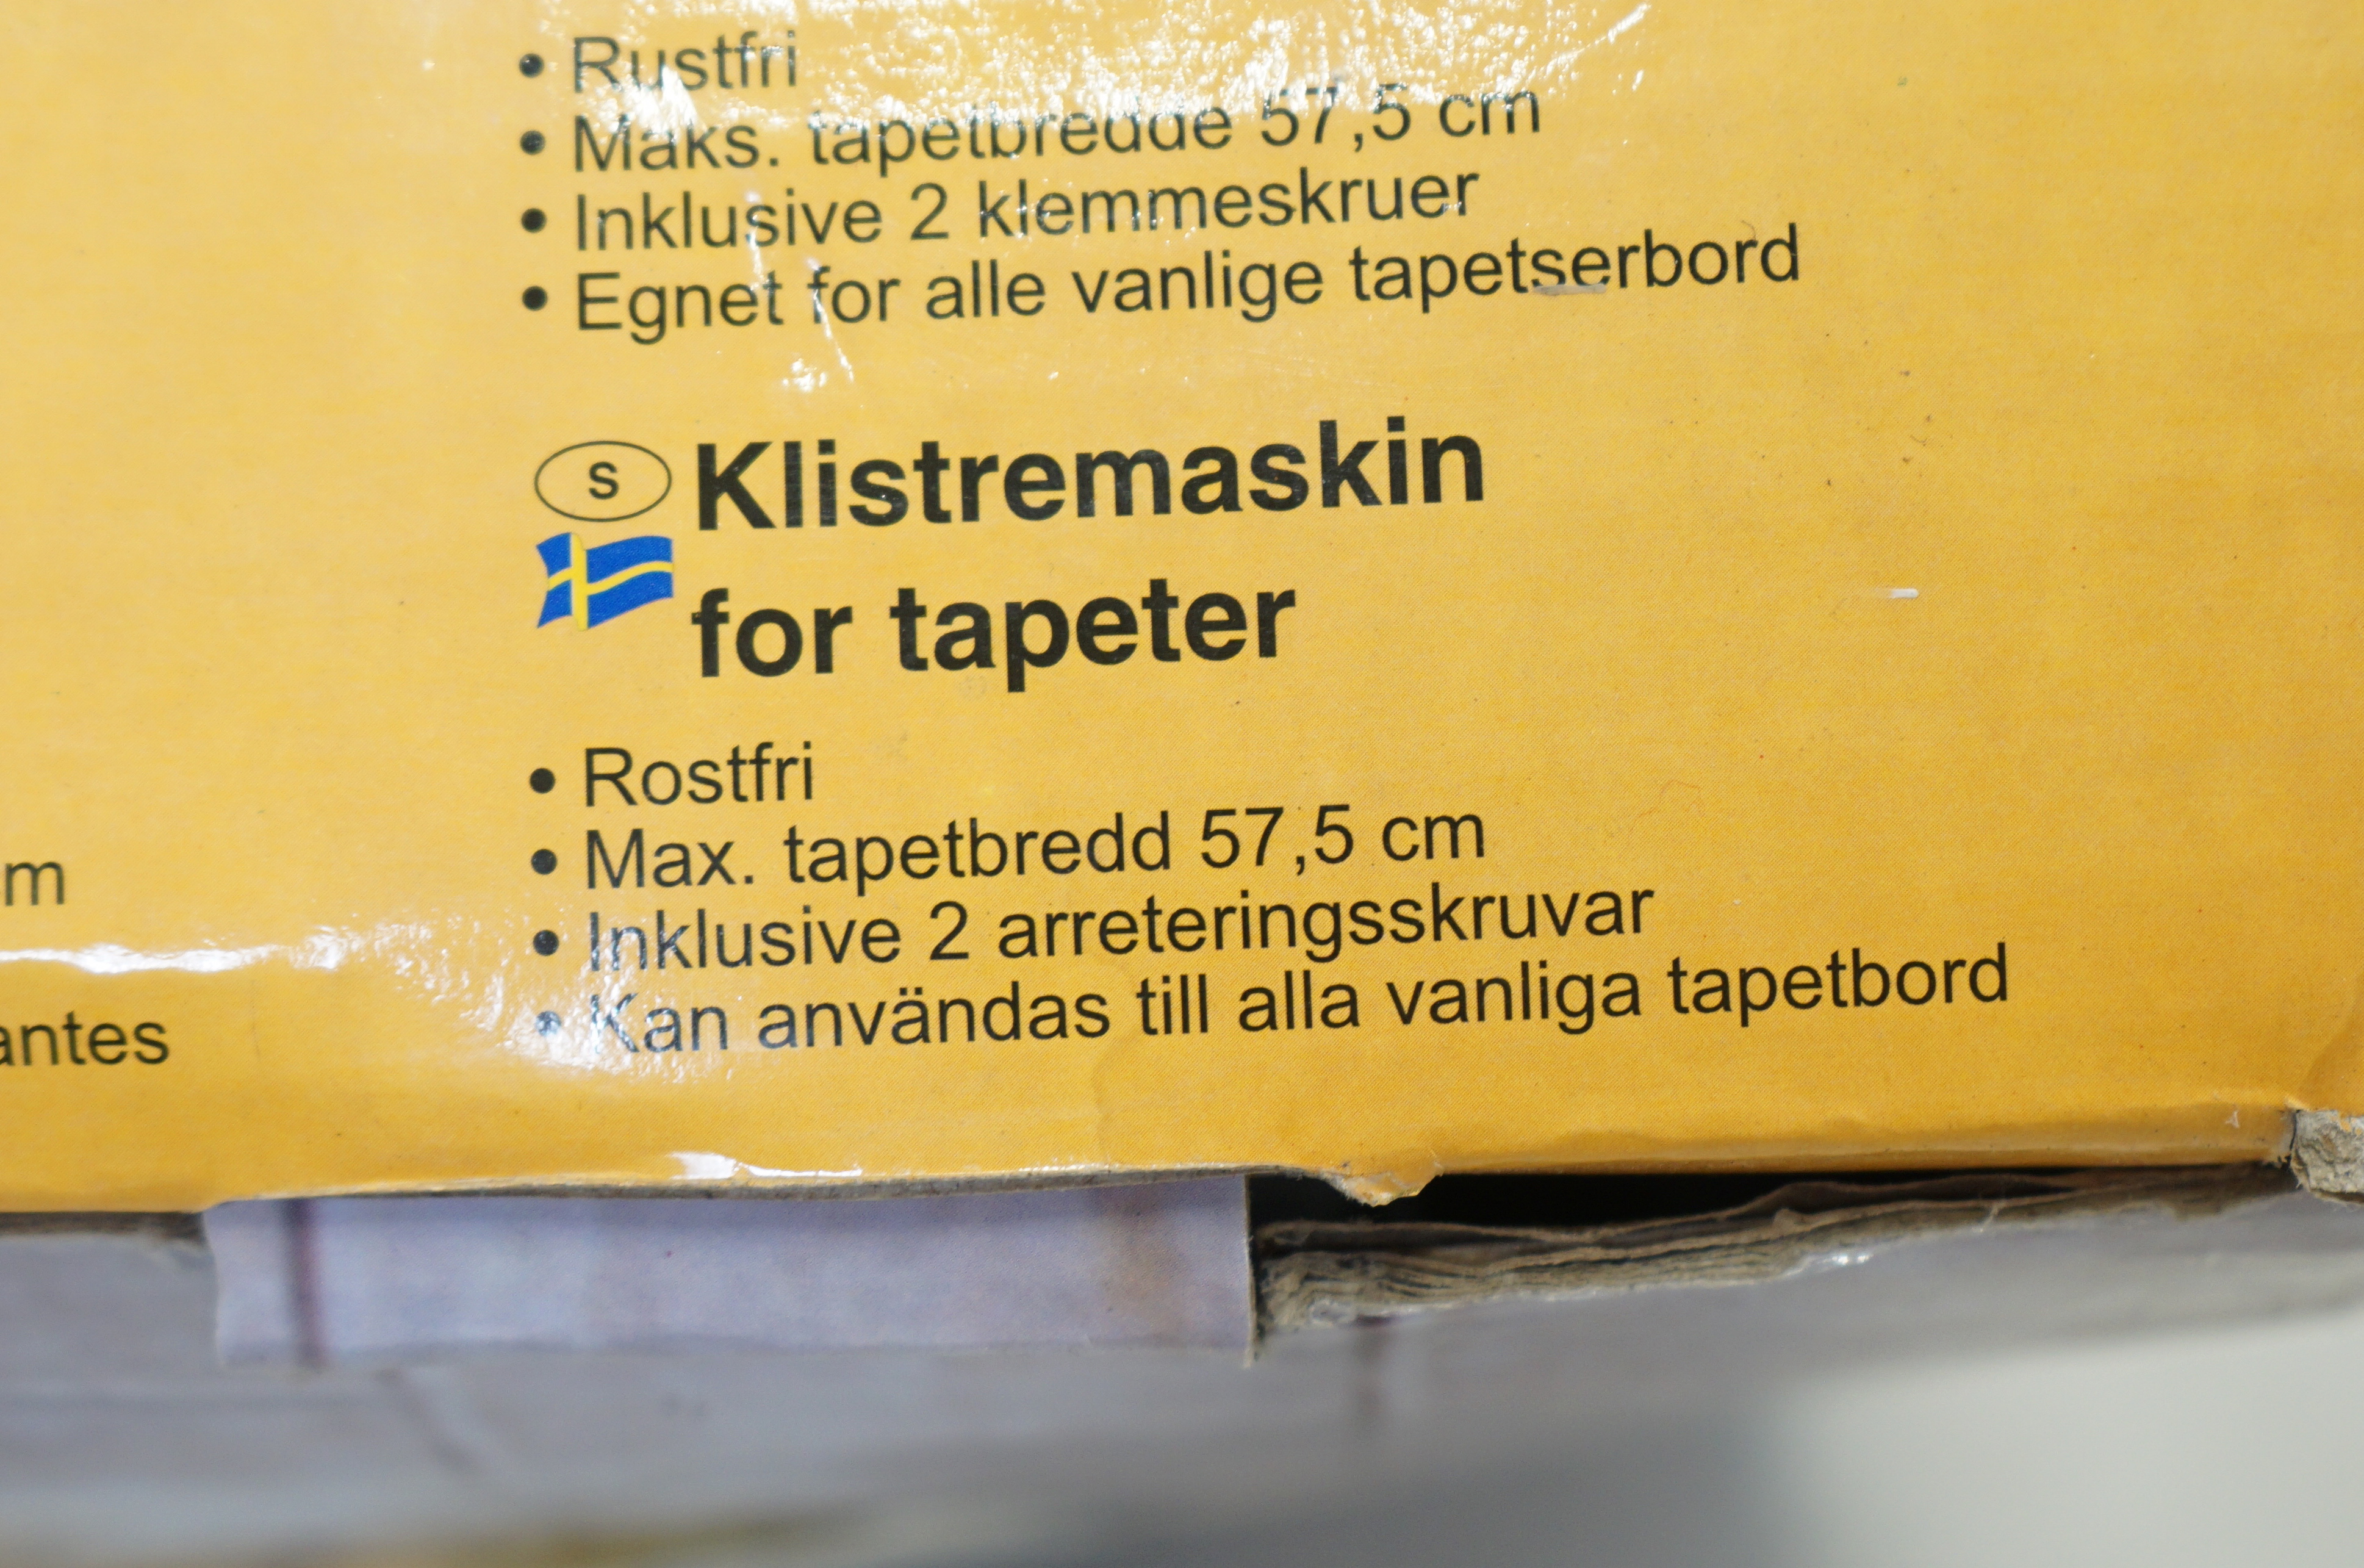 • Rustfri
• Maks. tapetbredde 57,5 cm
• Inklusive 2 klemmeskruer
• Egnet for alle vanlige tapetserbord
S Klistremaskin
for tapeter
• Rostfri
• Max. tapetbredd 57,5 cm
m
• Inklusive 2 arreteringsskruvar
• Kan användas till alla vanliga tapetbord
antes